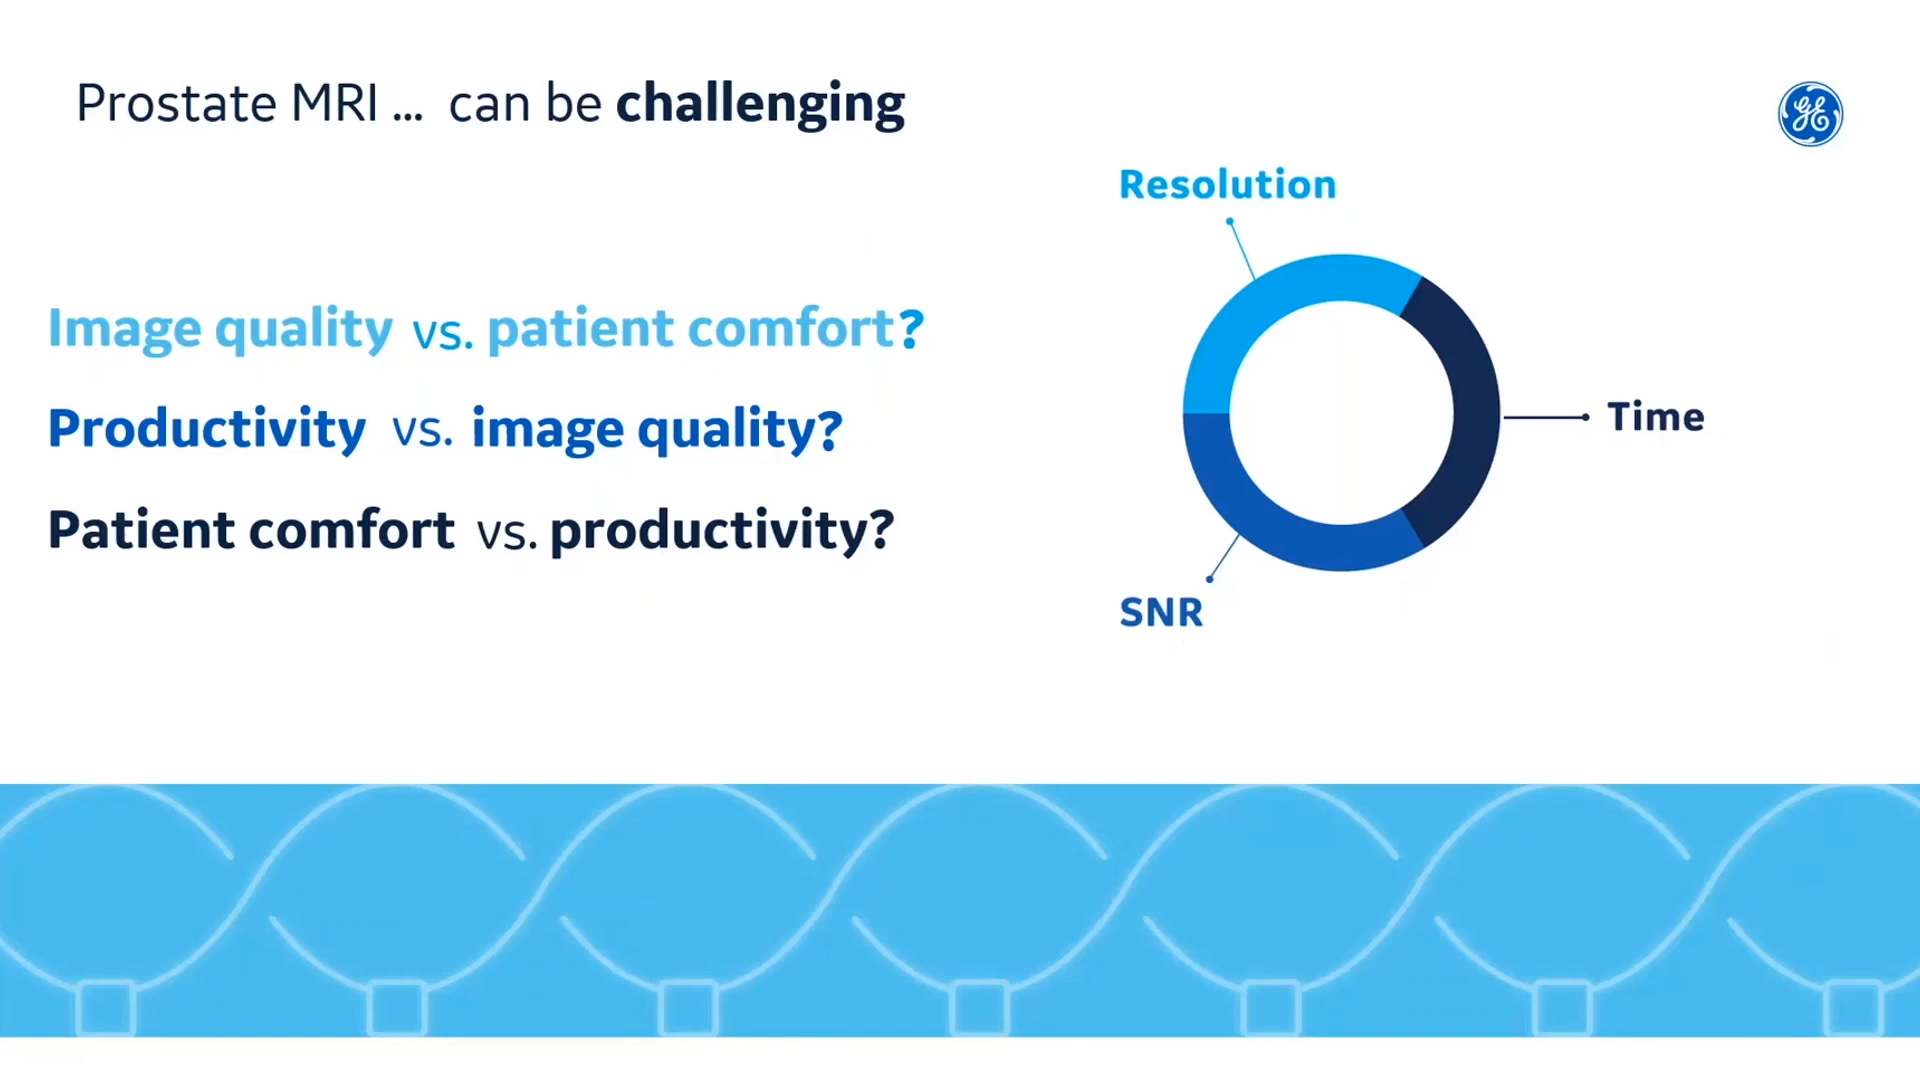 Prostate MRI ... can be challenging
Resolution
Image quality vs. patient comfort?
Productivity vs. image quality?
Time
Patient comfort vs. productivity?
SNR
GE